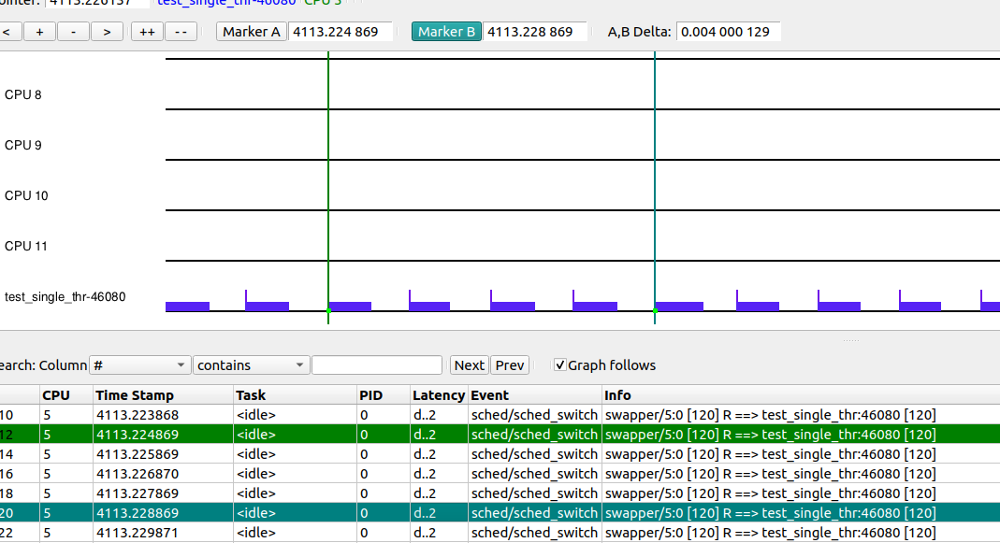 ointer: 4113.226137 test_single_thr-46080 CPU 5
< + - > ++ -- Marker A 4113.224 869 Marker B 4113.228 869 A,B Delta: 0.004 000 129
CPU 8
CPU 9
CPU 10
CPU 11
test_single_thr-46080
earch: Column # contains Next Prev Graph follows
CPU Time Stamp Task PID Latency Event Info
10 5 4113.223868 <idle> 0 d..2 sched/sched_switch swapper/5:0 [120] R ==> test_single_thr:46080 [120]
12 5 4113.224869 <idle> 0 d..2 sched/sched_switch swapper/5:0 [120] R ==> test_single_thr:46080 [120]
14 5 4113.225869 <idle> 0 d..2 sched/sched_switch swapper/5:0 [120] R ==> test_single_thr:46080 [120]
16 5 4113.226870 <idle> 0 d..2 sched/sched_switch swapper/5:0 [120] R ==> test_single_thr:46080 [120]
18 5 4113.227869 <idle> 0 d..2 sched/sched_switch swapper/5:0 [120] R ==> test_single_thr:46080 [120]
20 5 4113.228869 <idle> 0 d..2 sched/sched_switch swapper/5:0 [120] R ==> test_single_thr:46080 [120]
22 5 4113.229871 <idle> 0 d..2 sched/sched_switch swapper/5:0 [120] R ==> test_single_thr:46080 [120]